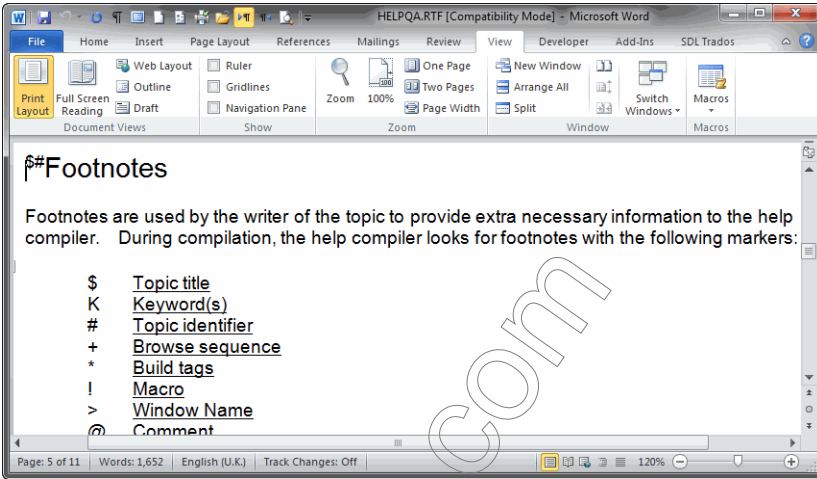 HELPQA.RTF [Compatibility Mode] - Microsoft Word
File Home Insert Page Layout References Mailings Review View Developer Add-Ins SDL Trados
Print Layout
Full Screen Reading
Web Layout
Outline
Draft
Document Views
Ruler
Gridlines
Navigation Pane
Show
Zoom
100%
One Page
Two Pages
Page Width
Zoom
New Window
Arrange All
Split
Switch Windows
Window
Macros
Macros
$#Footnotes
Footnotes are used by the writer of the topic to provide extra necessary information to the help
compiler. During compilation, the help compiler looks for footnotes with the following markers:
$ Topic title
K Keyword(s)
# Topic identifier
+ Browse sequence
* Build tags
! Macro
> Window Name
@ Comment
com
Page: 5 of 11 Words: 1,652 English (U.K.) Track Changes: Off 120%